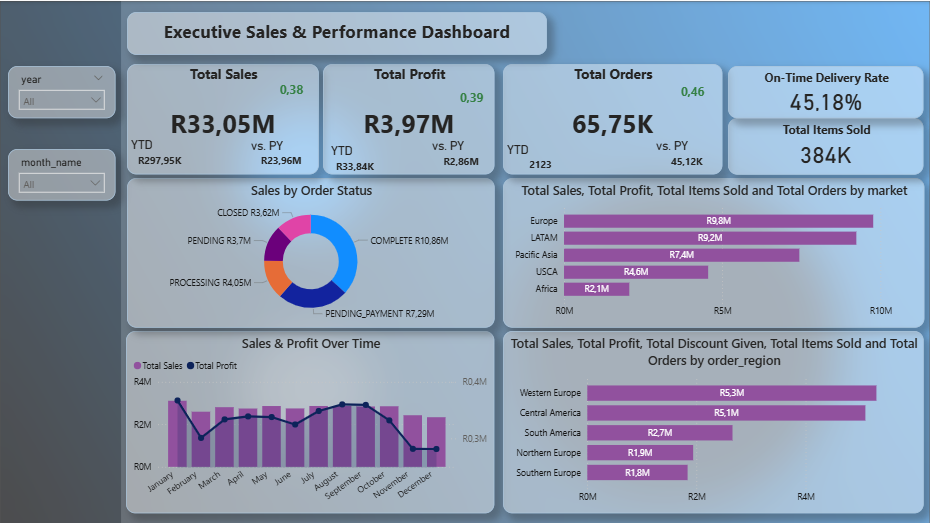 Executive Sales & Performance Dashboard
year
All
month_name
All
Total Sales
0,38
R33,05M
YTD
vs. PY
R297,95K
R23,96M
Total Profit
0,39
R3,97M
YTD
vs. PY
R33,84K
R2,86M
Total Orders
0,46
65,75K
YTD
vs. PY
2123
45,12K
On-Time Delivery Rate
45.18%
Total Items Sold
384K
Sales by Order Status
CLOSED R3,62M
PENDING R3,7M
COMPLETE R10,86M
PROCESSING R4,05M
PENDING_PAYMENT R7,29M
Total Sales, Total Profit, Total Items Sold and Total Orders by market
Europe R9,8M
LATAM R9,2M
Pacific Asia R7,4M
USCA R4,6M
Africa R2,1M
R0M R5M R10M
Sales & Profit Over Time
Total Sales Total Profit
R4M R0,4M
R2M R0,3M
R0M
January February March April May June July August September October November December
Total Sales, Total Profit, Total Discount Given, Total Items Sold and Total
Orders by order_region
Western Europe R5,3M
Central America R5,1M
South America R2,7M
Northern Europe R1,9M
Southern Europe R1,8M
R0M R2M R4M